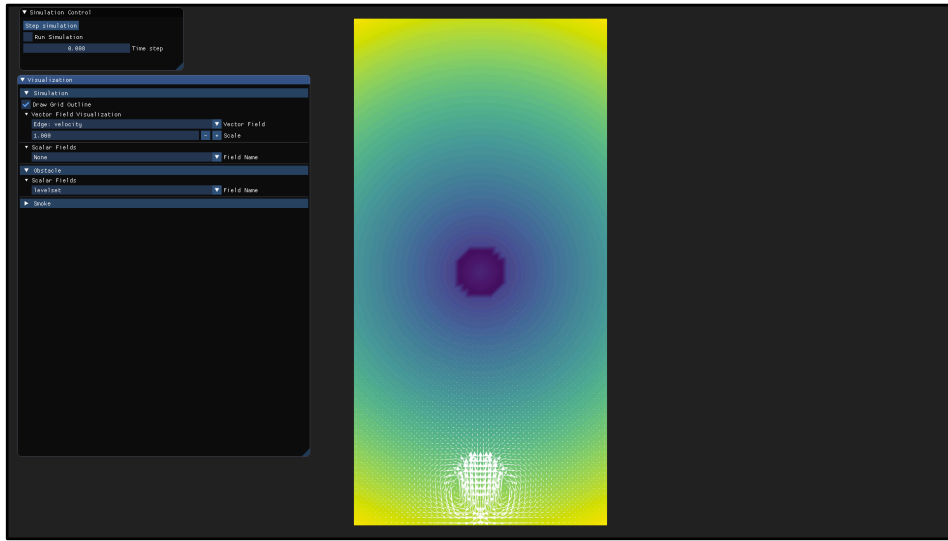 Simulation Control
Step simulation
Run Simulation
0.008 Time step
Visualization
Simulation
Draw Grid Outline
Vector Field Visualization
Edge: velocity Vector Field
1.000 - + Scale
Scalar Fields
None Field Name
Obstacle
Scalar Fields
levelset Field Name
Smoke